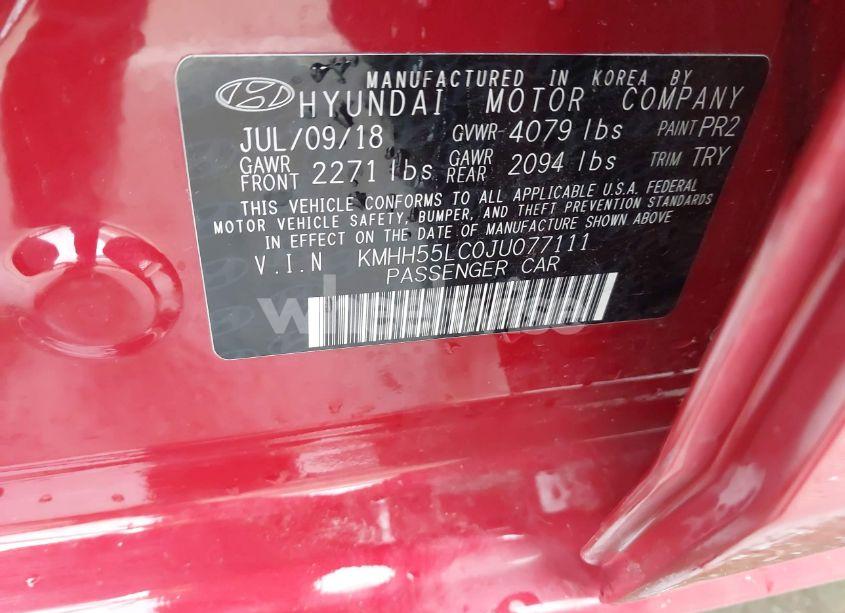 MANUFACTURED IN KOREA BY
HYUNDAI MOTOR COMPANY
JUL/09/18 GVWR 4079 lbs PAINT PR2
GAWR FRONT 2271 lbs GAWR REAR 2094 lbs TRIM TRY
THIS VEHICLE CONFORMS TO ALL APPLICABLE U.S.A. FEDERAL
MOTOR VEHICLE SAFETY, BUMPER, AND THEFT PREVENTION STANDARDS
IN EFFECT ON THE DATE OF MANUFACTURE SHOWN ABOVE
V.I.N KMHH55LC0JU077111
PASSENGER CAR